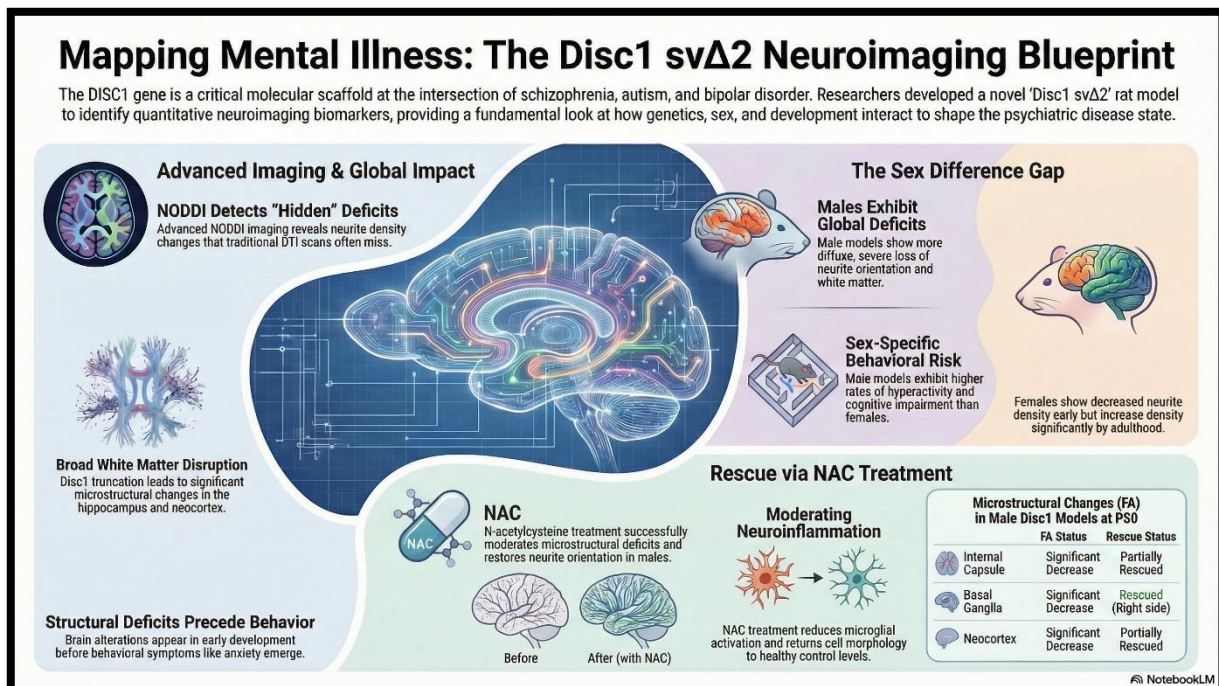 Mapping Mental Illness: The Disc1 svΔ2 Neuroimaging Blueprint
The DISC1 gene is a critical molecular scaffold at the intersection of schizophrenia, autism, and bipolar disorder. Researchers developed a novel ‘Disc1 svΔ2’ rat model
to identify quantitative neuroimaging biomarkers, providing a fundamental look at how genetics, sex, and development interact to shape the psychiatric disease state.
Advanced Imaging & Global Impact
NODDI Detects “Hidden” Deficits
Advanced NODDI imaging reveals neurite density
changes that traditional DTI scans often miss.
Broad White Matter Disruption
Disc1 truncation leads to significant
microstructural changes in the
hippocampus and neocortex.
Structural Deficits Precede Behavior
Brain alterations appear in early development
before behavioral symptoms like anxiety emerge.
The Sex Difference Gap
Males Exhibit
Global Deficits
Male models show more
diffuze, severe loss of
neurite orientation and
white matter.
Sex-Specific
Behavioral Risk
Male models exhibit higher
rates of hyperactivity and
cognitive impairment than
females.
Females show decreased neurite
density early but increase density
significantly by adulthood.
Rescue via NAC Treatment
NAC
NAC
N-acetylcysteine treatment successfully
moderates microstructural deficits and
restores neurite orientation in males.
Before
After (with NAC)
Moderating
Neuroinflammation
NAC treatment reduces microglial
activation and returns cell morphology
to healthy control levels.
Microstructural Changes (FA)
in Male Disc1 Models at PS0
FA Status Rescue Status
Internal Capsule Significant Decrease Partially Rescued
Basal Ganglla Significant Decrease Rescued (Right side)
Neocortex Significant Decrease Partially Rescued
NotebookLM